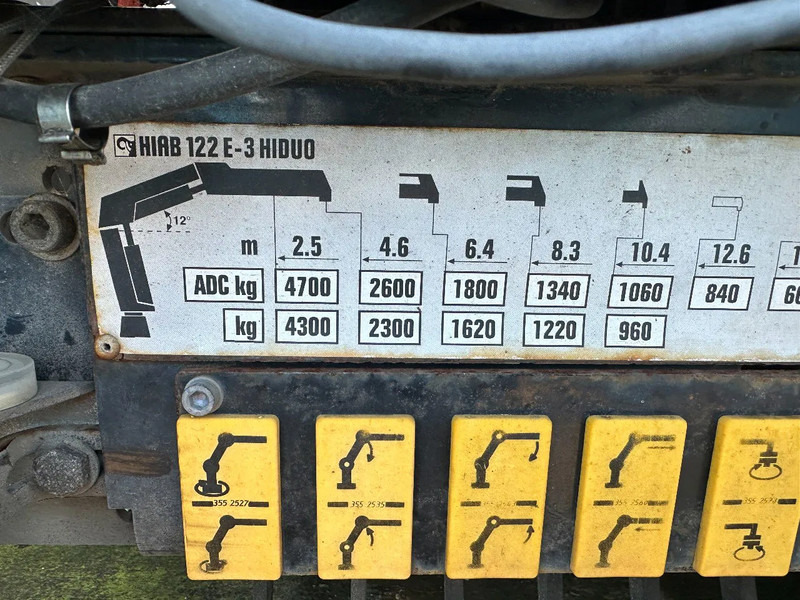 HIAB 122 E-3 HIDUO
12°
m 2.5 4.6 6.4 8.3 10.4 12.6
ADC kg 4700 2600 1800 1340 1060 840
kg 4300 2300 1620 1220 960
355 2527 355 2535